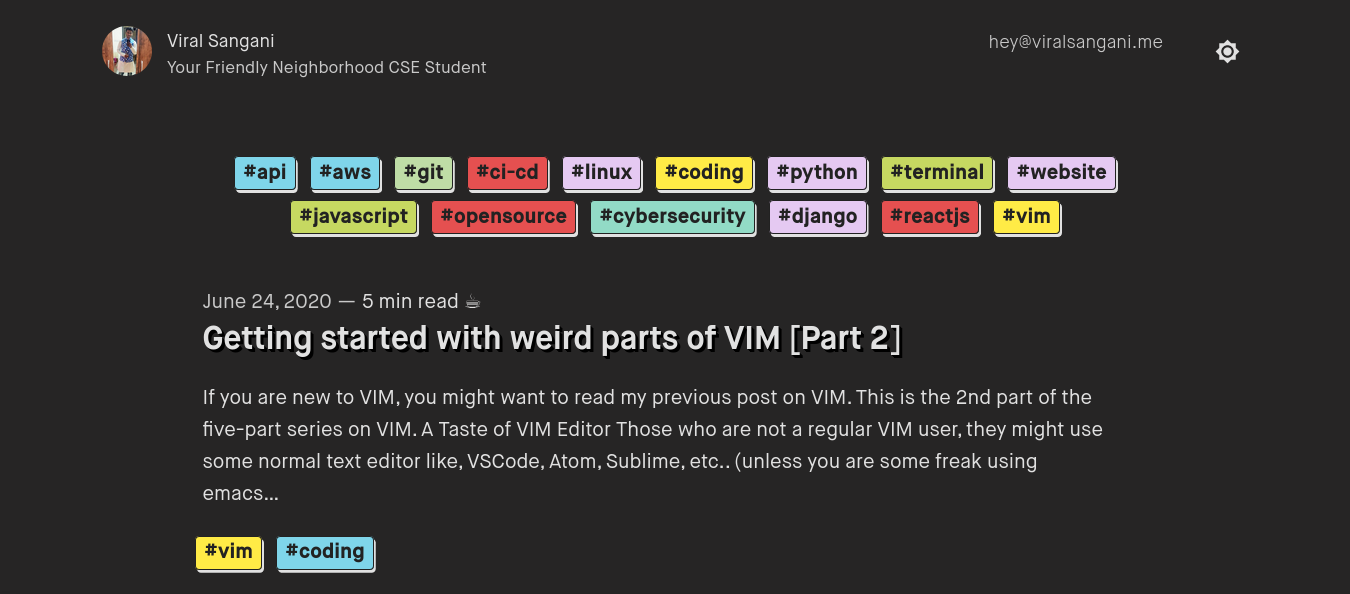 Viral Sangani
Your Friendly Neighborhood CSE Student
hey@viralsangani.me
#api #aws #git #ci-cd #linux #coding #python #terminal #website
#javascript #opensource #cybersecurity #django #reactjs #vim
June 24, 2020 — 5 min read ☕
Getting started with weird parts of VIM [Part 2]
If you are new to VIM, you might want to read my previous post on VIM. This is the 2nd part of the
five-part series on VIM. A Taste of VIM Editor Those who are not a regular VIM user, they might use
some normal text editor like, VSCode, Atom, Sublime, etc.. (unless you are some freak using
emacs...
#vim #coding